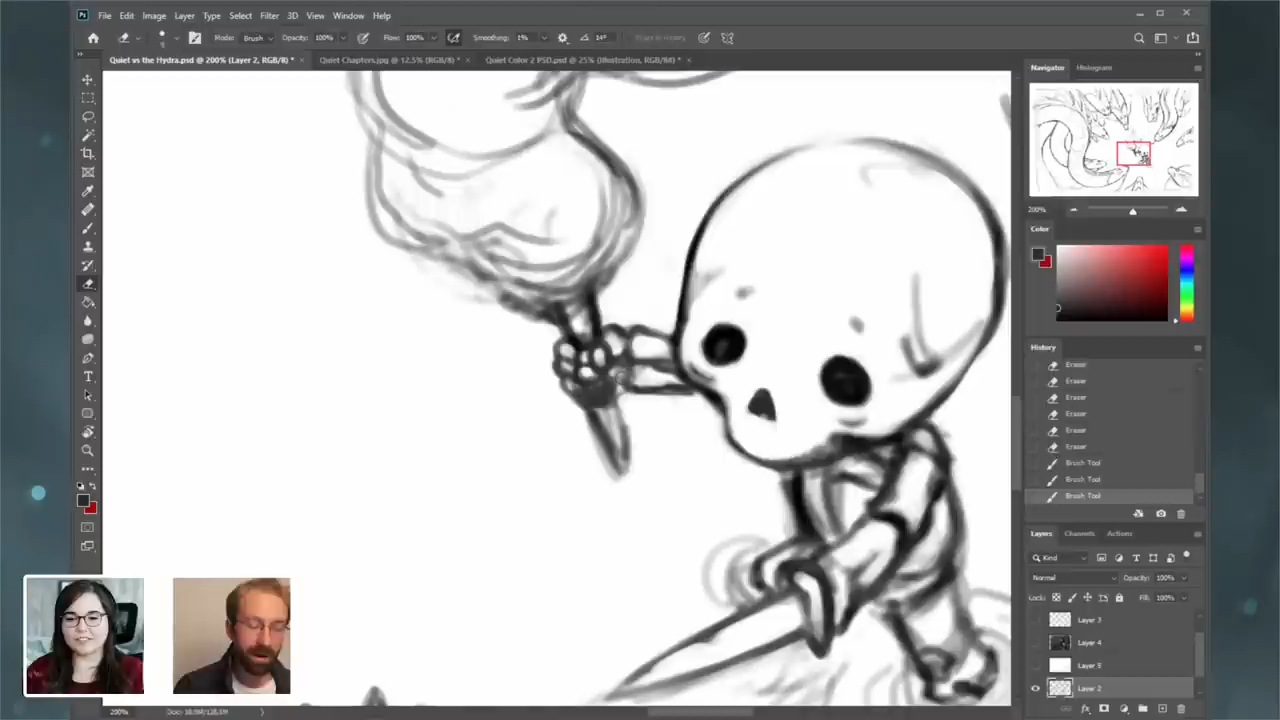 Ps File Edit Image Layer Type Select Filter 3D View Window Help
Mode: Brush Opacity: 100% Flow: 100% Smoothing: 1% 14°
Quiet vs the Hydra.psd @ 200% (Layer 2, RGB/8) * Quiet Chapters.jpg @ 12.5% (RGB/8) * Quiet Color 2 PSD.psd @ 25% (Illustration, RGB/8#) *
Navigator Histogram
200%
Color
History
Eraser
Eraser
Eraser
Eraser
Eraser
Eraser
Brush Tool
Brush Tool
Brush Tool
Layers Channels Actions
Kind
Normal Opacity: 100%
Lock: Fill: 100%
Layer 3
Layer 4
Layer 5
Layer 2
200%